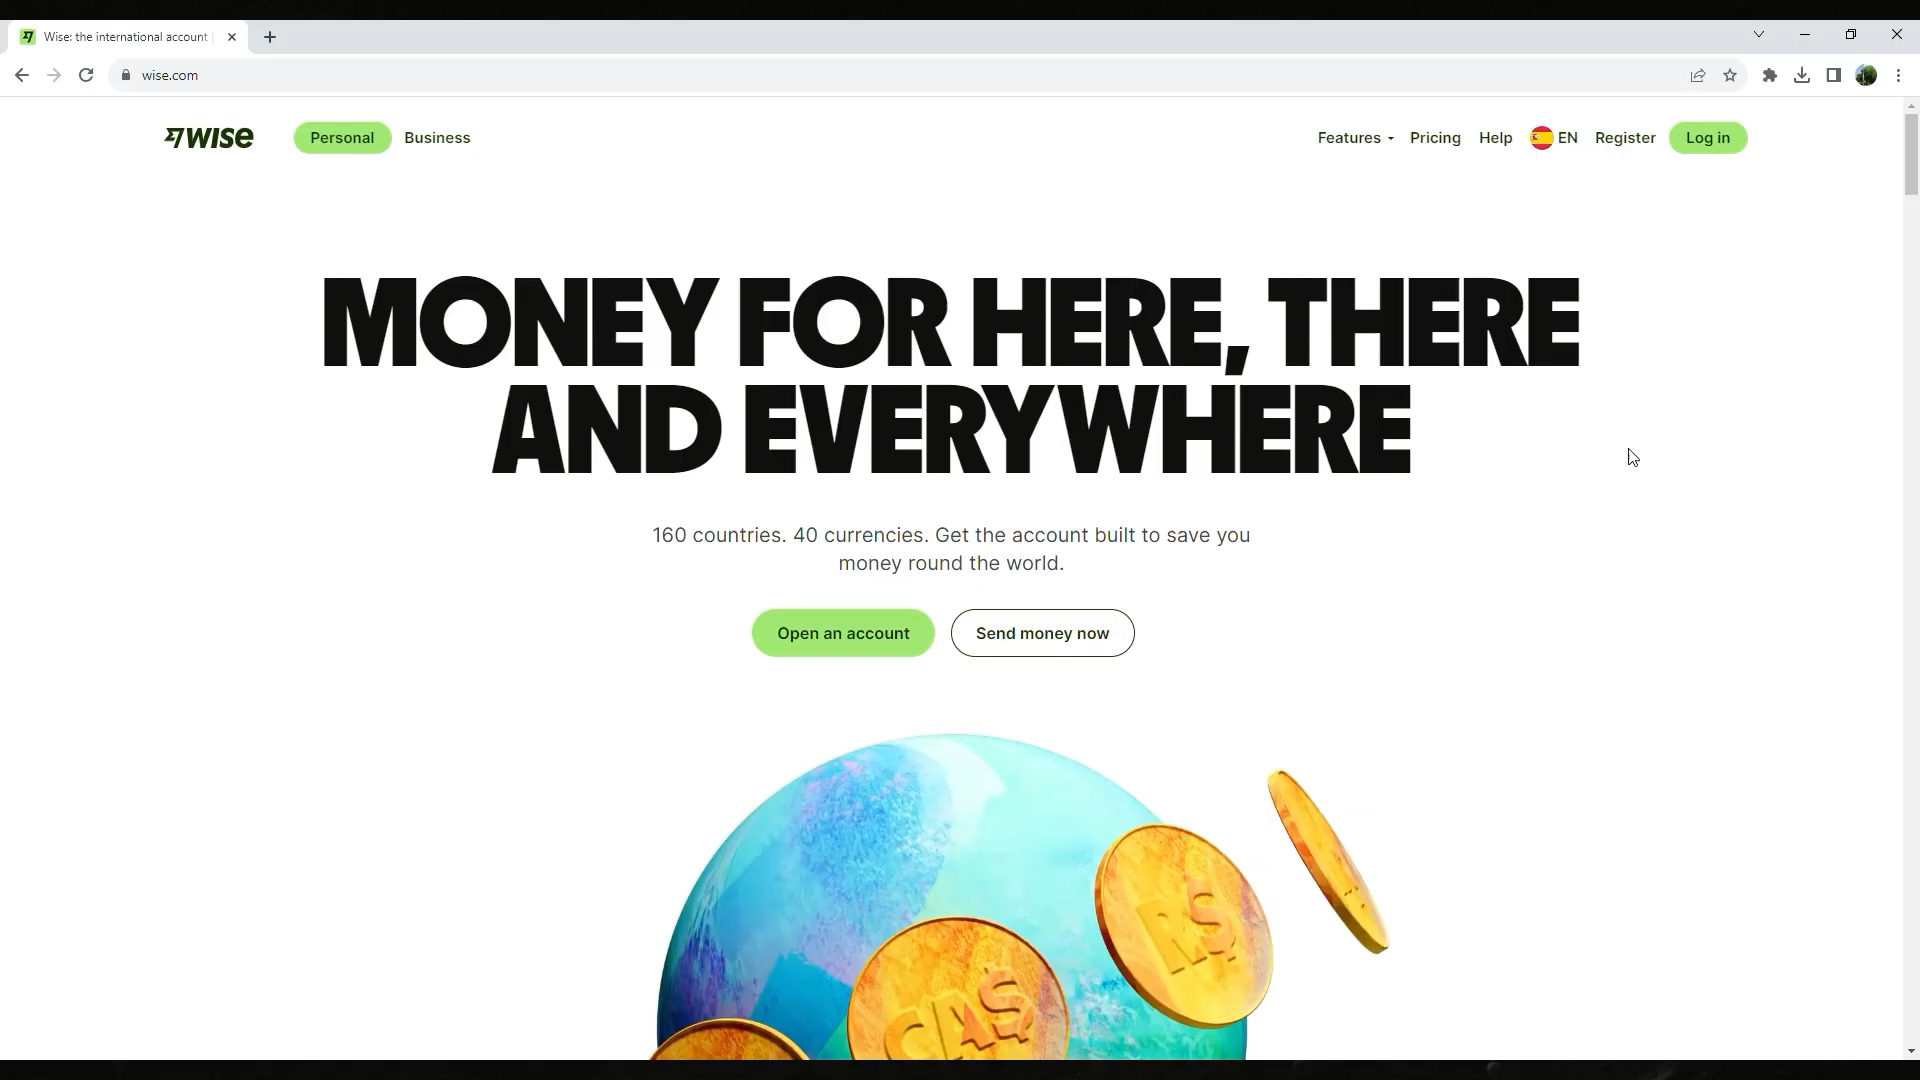 Wise: the international account
wise.com
WISE
Personal
Business
Features
Pricing
Help
EN
Register
Log in
MONEY FOR HERE, THERE
AND EVERYWHERE
160 countries. 40 currencies. Get the account built to save you
money round the world.
Open an account
Send money now
R$
CA$